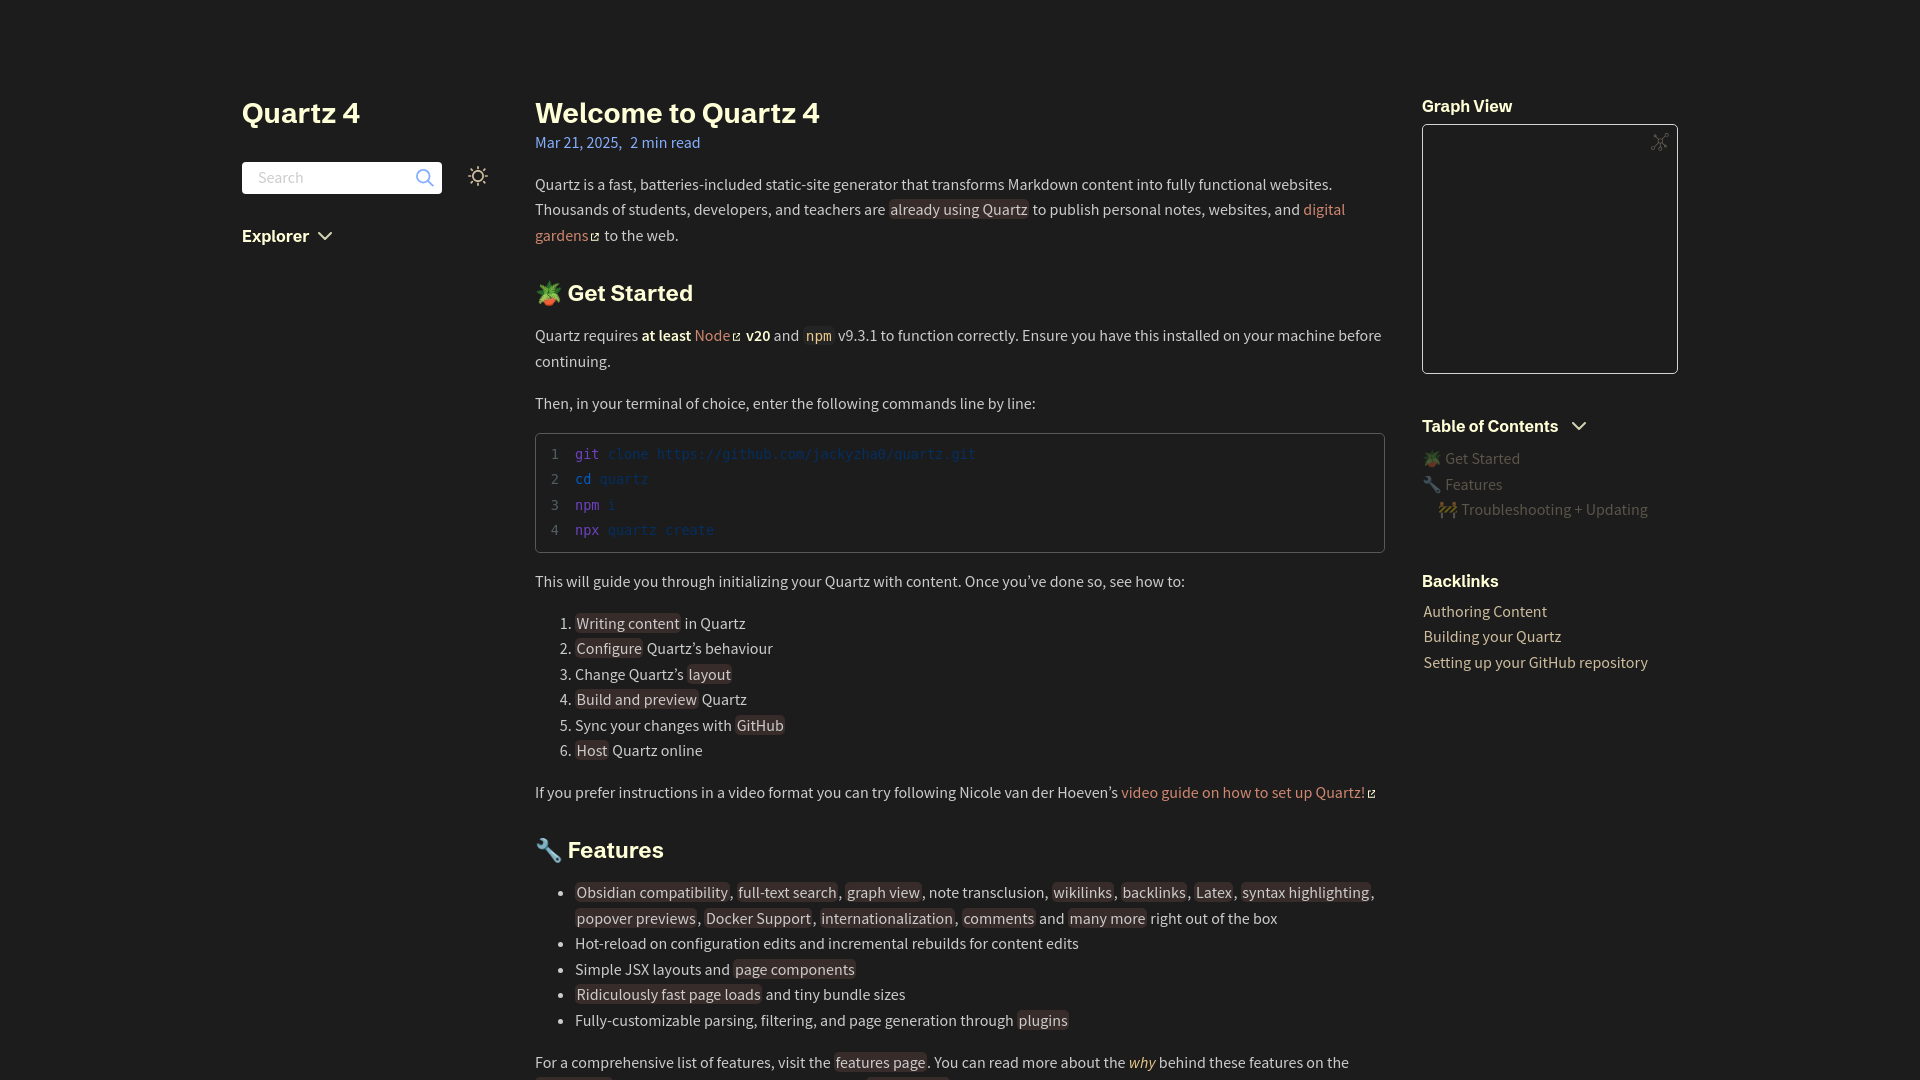 Quartz 4
Search
Explorer
Welcome to Quartz 4
Mar 21, 2025, 2 min read
Quartz is a fast, batteries-included static-site generator that transforms Markdown content into fully functional websites.
Thousands of students, developers, and teachers are already using Quartz to publish personal notes, websites, and digital
gardens to the web.
🪴 Get Started
Quartz requires at least Node v20 and npm v9.3.1 to function correctly. Ensure you have this installed on your machine before
continuing.
Then, in your terminal of choice, enter the following commands line by line:
1 git clone https://github.com/jackyzha0/quartz.git
2 cd quartz
3 npm i
4 npx quartz create
This will guide you through initializing your Quartz with content. Once you’ve done so, see how to:
1. Writing content in Quartz
2. Configure Quartz’s behaviour
3. Change Quartz’s layout
4. Build and preview Quartz
5. Sync your changes with GitHub
6. Host Quartz online
If you prefer instructions in a video format you can try following Nicole van der Hoeven’s video guide on how to set up Quartz!
🔧 Features
• Obsidian compatibility, full-text search, graph view, note transclusion, wikilinks, backlinks, Latex, syntax highlighting,
popover previews, Docker Support, internationalization, comments and many more right out of the box
• Hot-reload on configuration edits and incremental rebuilds for content edits
• Simple JSX layouts and page components
• Ridiculously fast page loads and tiny bundle sizes
• Fully-customizable parsing, filtering, and page generation through plugins
For a comprehensive list of features, visit the features page. You can read more about the why behind these features on the
Graph View
Table of Contents
🪴 Get Started
🔧 Features
🚧 Troubleshooting + Updating
Backlinks
Authoring Content
Building your Quartz
Setting up your GitHub repository